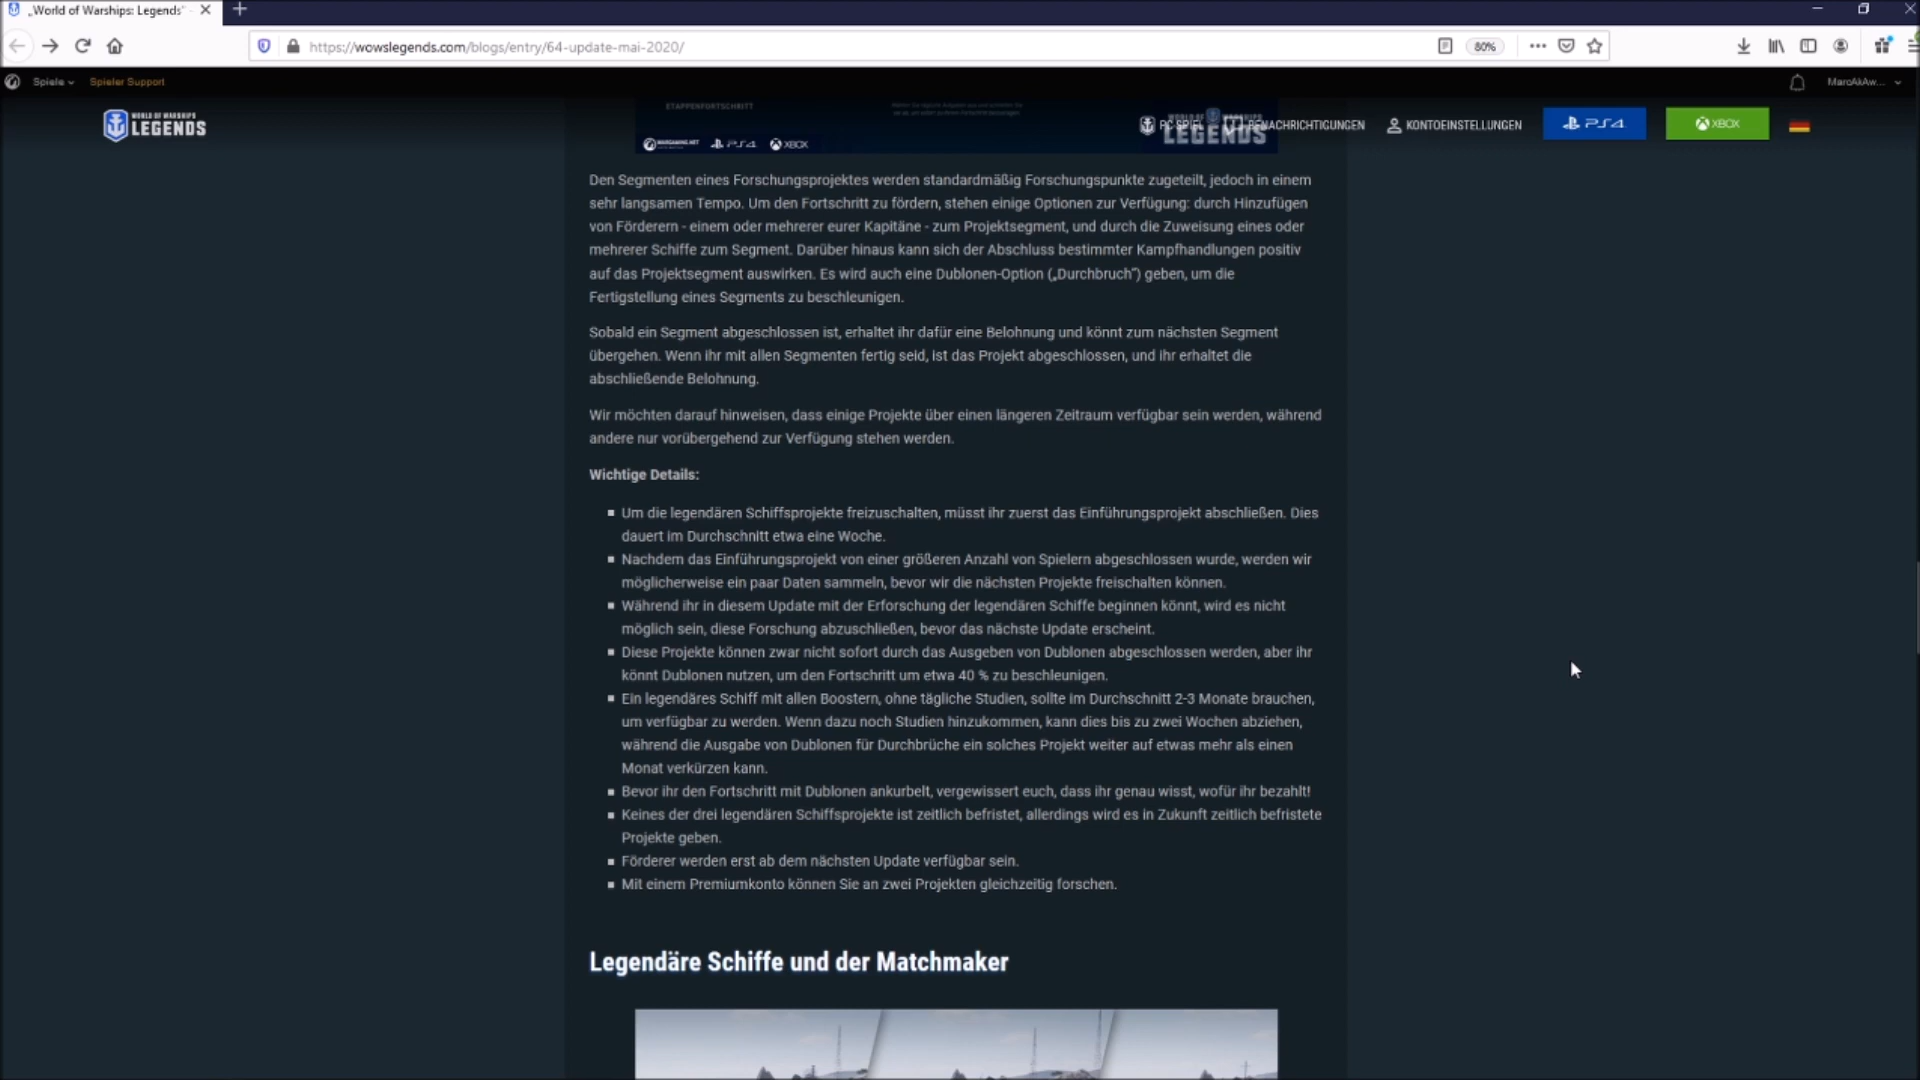 „World of Warships: Legends“
https://wowslegends.com/blogs/entry/64-update-mai-2020/
80%
Spiele
Spieler Support
MaroAkAw...
WORLD OF WARSHIPS
LEGENDS
ETAPPENFORTSCHRITT
WARGAMING.NET PS4 XBOX
LEGENDS
PC SPIEL
BENACHRICHTIGUNGEN
KONTOEINSTELLUNGEN
PS4
XBOX
Den Segmenten eines Forschungsprojektes werden standardmäßig Forschungspunkte zugeteilt, jedoch in einem
sehr langsamen Tempo. Um den Fortschritt zu fördern, stehen einige Optionen zur Verfügung: durch Hinzufügen
von Förderern - einem oder mehrerer eurer Kapitäne - zum Projektsegment, und durch die Zuweisung eines oder
mehrerer Schiffe zum Segment. Darüber hinaus kann sich der Abschluss bestimmter Kampfhandlungen positiv
auf das Projektsegment auswirken. Es wird auch eine Dublonen-Option („Durchbruch“) geben, um die
Fertigstellung eines Segments zu beschleunigen.
Sobald ein Segment abgeschlossen ist, erhaltet ihr dafür eine Belohnung und könnt zum nächsten Segment
übergehen. Wenn ihr mit allen Segmenten fertig seid, ist das Projekt abgeschlossen, und ihr erhaltet die
abschließende Belohnung.
Wir möchten darauf hinweisen, dass einige Projekte über einen längeren Zeitraum verfügbar sein werden, während
andere nur vorübergehend zur Verfügung stehen werden.
Wichtige Details:
Um die legendären Schiffsprojekte freizuschalten, müsst ihr zuerst das Einführungsprojekt abschließen. Dies
dauert im Durchschnitt etwa eine Woche.
Nachdem das Einführungsprojekt von einer größeren Anzahl von Spielern abgeschlossen wurde, werden wir
möglicherweise ein paar Daten sammeln, bevor wir die nächsten Projekte freischalten können.
Während ihr in diesem Update mit der Erforschung der legendären Schiffe beginnen könnt, wird es nicht
möglich sein, diese Forschung abzuschließen, bevor das nächste Update erscheint.
Diese Projekte können zwar nicht sofort durch das Ausgeben von Dublonen abgeschlossen werden, aber ihr
könnt Dublonen nutzen, um den Fortschritt um etwa 40 % zu beschleunigen.
Ein legendäres Schiff mit allen Boostern, ohne tägliche Studien, sollte im Durchschnitt 2-3 Monate brauchen,
um verfügbar zu werden. Wenn dazu noch Studien hinzukommen, kann dies bis zu zwei Wochen abziehen,
während die Ausgabe von Dublonen für Durchbrüche ein solches Projekt weiter auf etwas mehr als einen
Monat verkürzen kann.
Bevor ihr den Fortschritt mit Dublonen ankurbelt, vergewissert euch, dass ihr genau wisst, wofür ihr bezahlt!
Keines der drei legendären Schiffsprojekte ist zeitlich befristet, allerdings wird es in Zukunft zeitlich befristete
Projekte geben.
Förderer werden erst ab dem nächsten Update verfügbar sein.
Mit einem Premiumkonto können Sie an zwei Projekten gleichzeitig forschen.
Legendäre Schiffe und der Matchmaker